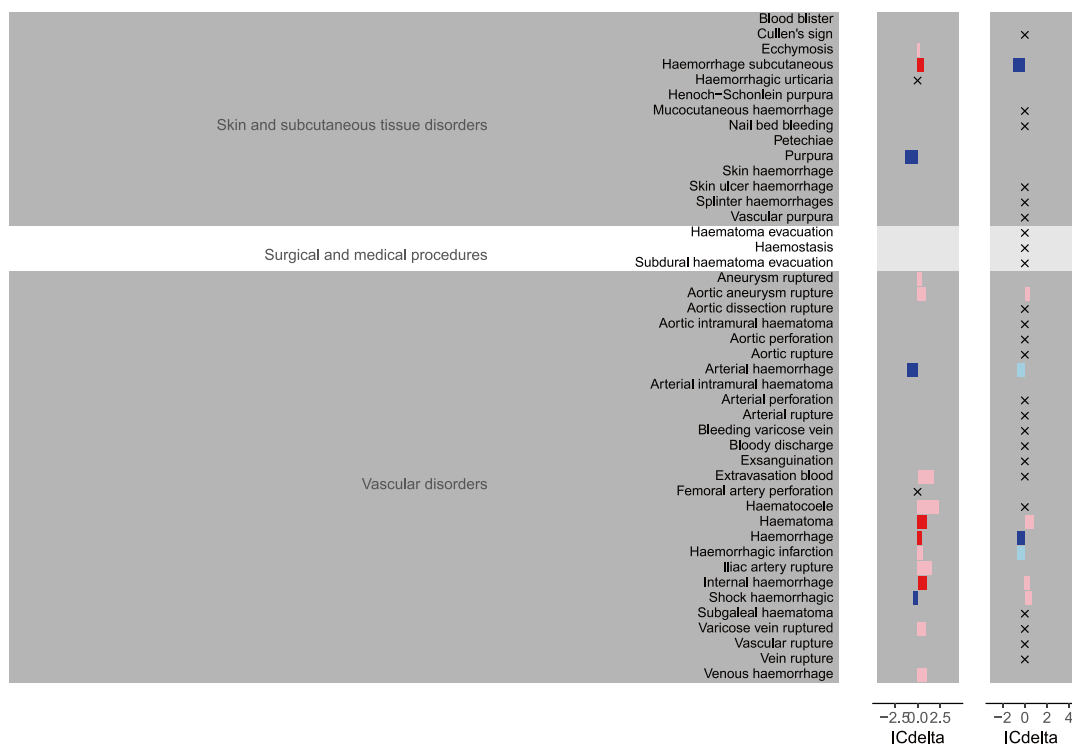 Blood blister
Cullen's sign
Ecchymosis
Haemorrhage subcutaneous
Haemorrhagic urticaria
Henoch−Schonlein purpura
Mucocutaneous haemorrhage
Skin and subcutaneous tissue disorders
Nail bed bleeding
Petechiae
Purpura
Skin haemorrhage
Skin ulcer haemorrhage
Splinter haemorrhages
Vascular purpura
Haematoma evacuation
Surgical and medical procedures
Haemostasis
Subdural haematoma evacuation
Aneurysm ruptured
Aortic aneurysm rupture
Aortic dissection rupture
Aortic intramural haematoma
Aortic perforation
Aortic rupture
Arterial haemorrhage
Arterial intramural haematoma
Arterial perforation
Arterial rupture
Bleeding varicose vein
Bloody discharge
Exsanguination
Extravasation blood
Vascular disorders
Femoral artery perforation
Haematocoele
Haematoma
Haemorrhage
Haemorrhagic infarction
Iliac artery rupture
Internal haemorrhage
Shock haemorrhagic
Subgaleal haematoma
Varicose vein ruptured
Vascular rupture
Vein rupture
Venous haemorrhage
−2.5 0.0 2.5
−2 0 2 4
ICdelta
ICdelta